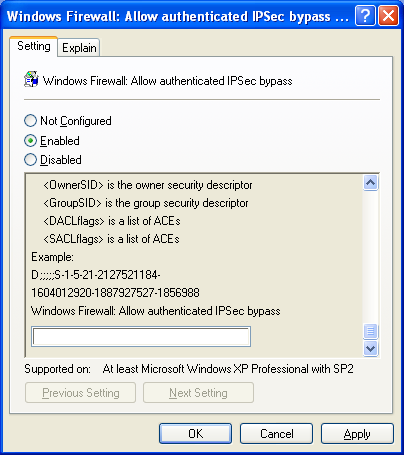 Windows Firewall: Allow authenticated IPSec bypass ...
Setting
Explain
Windows Firewall: Allow authenticated IPSec bypass
Not Configured
Enabled
Disabled
<OwnerSID> is the owner security descriptor
<GroupSID> is the group security descriptor
<DACLflags> is a list of ACEs
<SACLflags> is a list of ACEs
Example:
D;;;;;S-1-5-21-2127521184-
1604012920-1887927527-1856988
Windows Firewall: Allow authenticated IPSec bypass
Supported on: At least Microsoft Windows XP Professional with SP2
Previous Setting
Next Setting
OK
Cancel
Apply